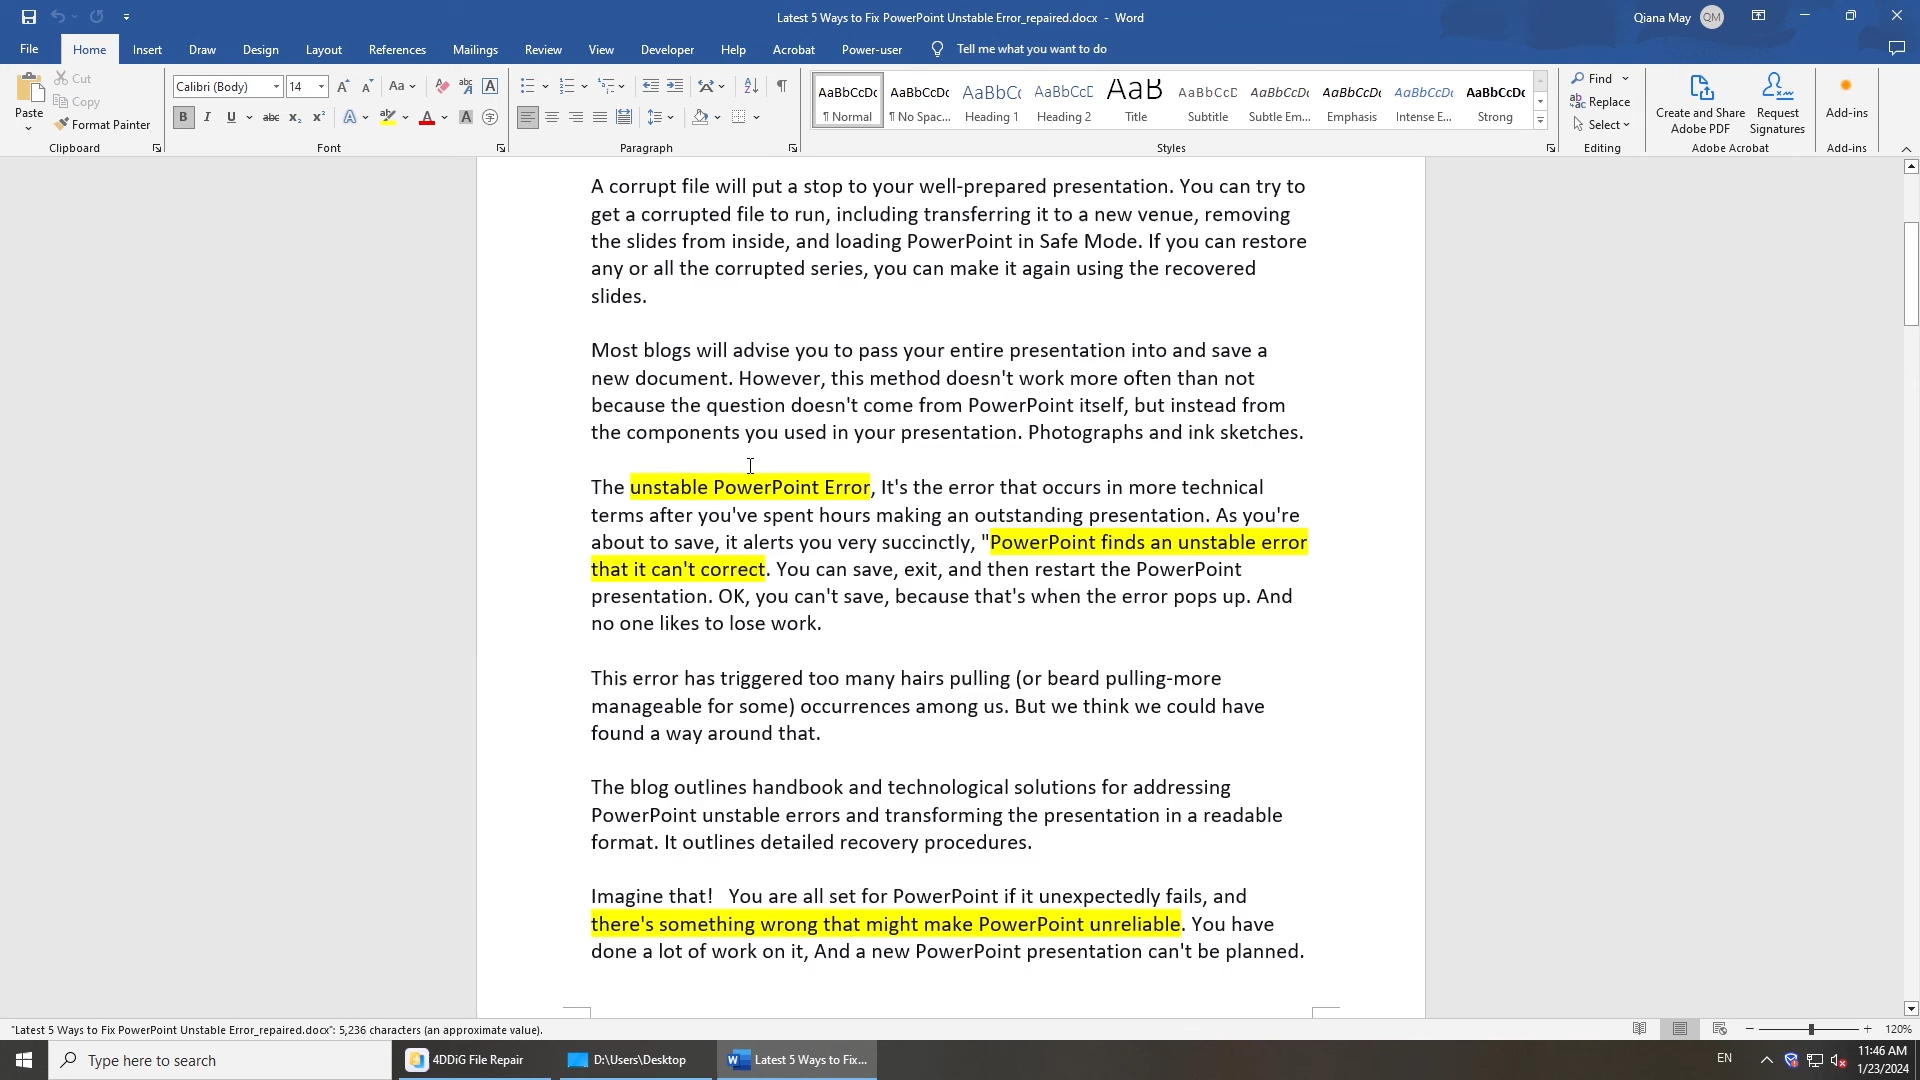 Latest 5 Ways to Fix PowerPoint Unstable Error_repaired.docx - Word
Qiana May QM
File Home Insert Draw Design Layout References Mailings Review View Developer Help Acrobat Power-user Tell me what you want to do
Paste
Cut
Copy
Format Painter
Clipboard
Calibri (Body) 14
Font
Paragraph
AaBbCcDc AaBbCcDc AaBbC AaBbCcD AaB AaBbCcD AaBbCcDc AaBbCcDc AaBbCcDc AaBbCcDc
¶ Normal ¶ No Spac... Heading 1 Heading 2 Title Subtitle Subtle Em... Emphasis Intense E... Strong
Styles
Find
Replace
Select
Editing
Create and Share
Adobe PDF
Request
Signatures
Adobe Acrobat
Add-ins
Add-ins
A corrupt file will put a stop to your well-prepared presentation. You can try to
get a corrupted file to run, including transferring it to a new venue, removing
the slides from inside, and loading PowerPoint in Safe Mode. If you can restore
any or all the corrupted series, you can make it again using the recovered
slides.
Most blogs will advise you to pass your entire presentation into and save a
new document. However, this method doesn't work more often than not
because the question doesn't come from PowerPoint itself, but instead from
the components you used in your presentation. Photographs and ink sketches.
The unstable PowerPoint Error, It's the error that occurs in more technical
terms after you've spent hours making an outstanding presentation. As you're
about to save, it alerts you very succinctly, "PowerPoint finds an unstable error
that it can't correct. You can save, exit, and then restart the PowerPoint
presentation. OK, you can't save, because that's when the error pops up. And
no one likes to lose work.
This error has triggered too many hairs pulling (or beard pulling-more
manageable for some) occurrences among us. But we think we could have
found a way around that.
The blog outlines handbook and technological solutions for addressing
PowerPoint unstable errors and transforming the presentation in a readable
format. It outlines detailed recovery procedures.
Imagine that!   You are all set for PowerPoint if it unexpectedly fails, and
there's something wrong that might make PowerPoint unreliable. You have
done a lot of work on it, And a new PowerPoint presentation can't be planned.
"Latest 5 Ways to Fix PowerPoint Unstable Error_repaired.docx": 5,236 characters (an approximate value).
120%
Type here to search
4DDiG File Repair
D:\Users\Desktop
Latest 5 Ways to Fix...
EN
11:46 AM
1/23/2024